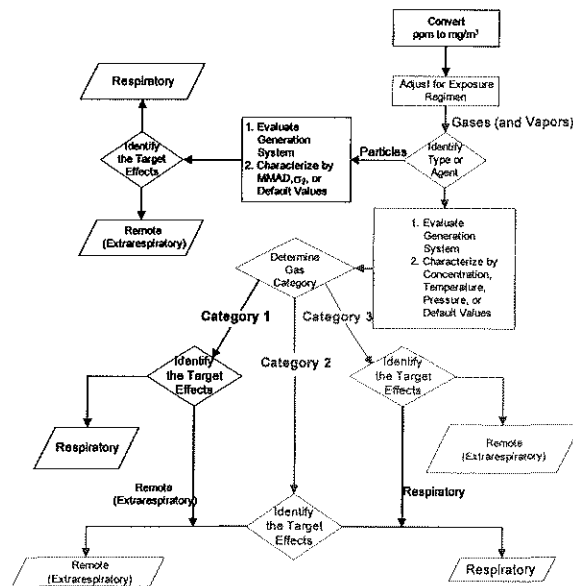 Convert
ppm to mg/m³
Respiratory
Adjust for Exposure
Regimen
Gases (and Vapors)
1. Evaluate
Generation
System
2. Characterize by
MMAD,σg, or
Default Values
Particles
Identify
Type or
Agent
Identify
the Target
Effects
Remote
(Extrarespiratory)
1. Evaluate
Generation
System
2. Characterize by
Concentration,
Temperature,
Pressure, or
Default Values
Determine
Gas
Category
Category 1
Category 3
Category 2
Identify
the Target
Effects
Identify
the Target
Effects
Respiratory
Remote
(Extrarespiratory)
Remote
(Extrarespiratory)
Respiratory
Identify
the Target
Effects
Remote
(Extrarespiratory)
Respiratory